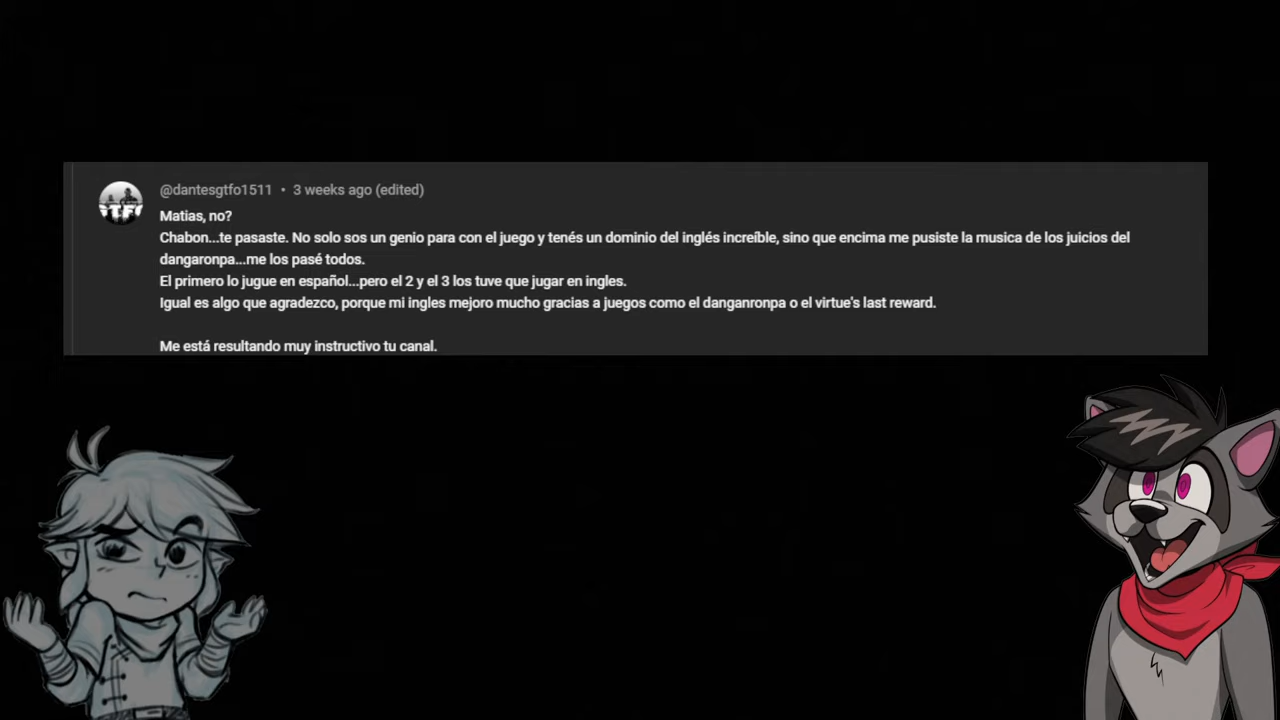 @dantesgtfo1511 • 3 weeks ago (edited)
Matias, no?
Chabon...te pasaste. No solo sos un genio para con el juego y tenés un dominio del inglés increíble, sino que encima me pusiste la musica de los juicios del
dangaronpa...me los pasé todos.
El primero lo jugue en español...pero el 2 y el 3 los tuve que jugar en ingles.
Igual es algo que agradezco, porque mi ingles mejoro mucho gracias a juegos como el danganronpa o el virtue's last reward.
Me está resultando muy instructivo tu canal.